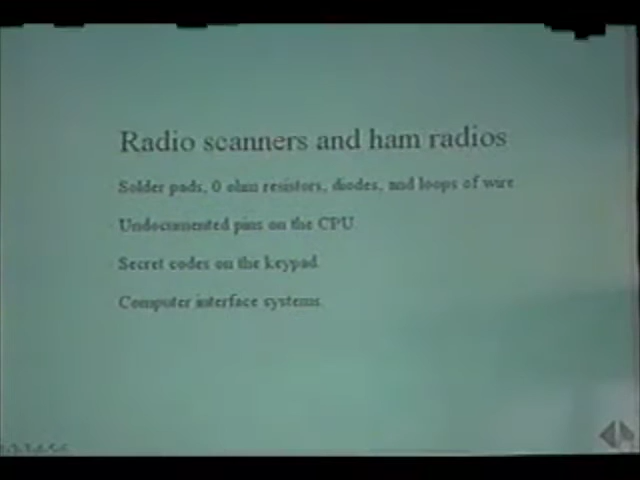 Radio scanners and ham radios
Solder pads, 0 ohm resistors, diodes, and loops of wire
Undocumented pins on the CPU
Secret codes on the keypad.
Computer interface systems.